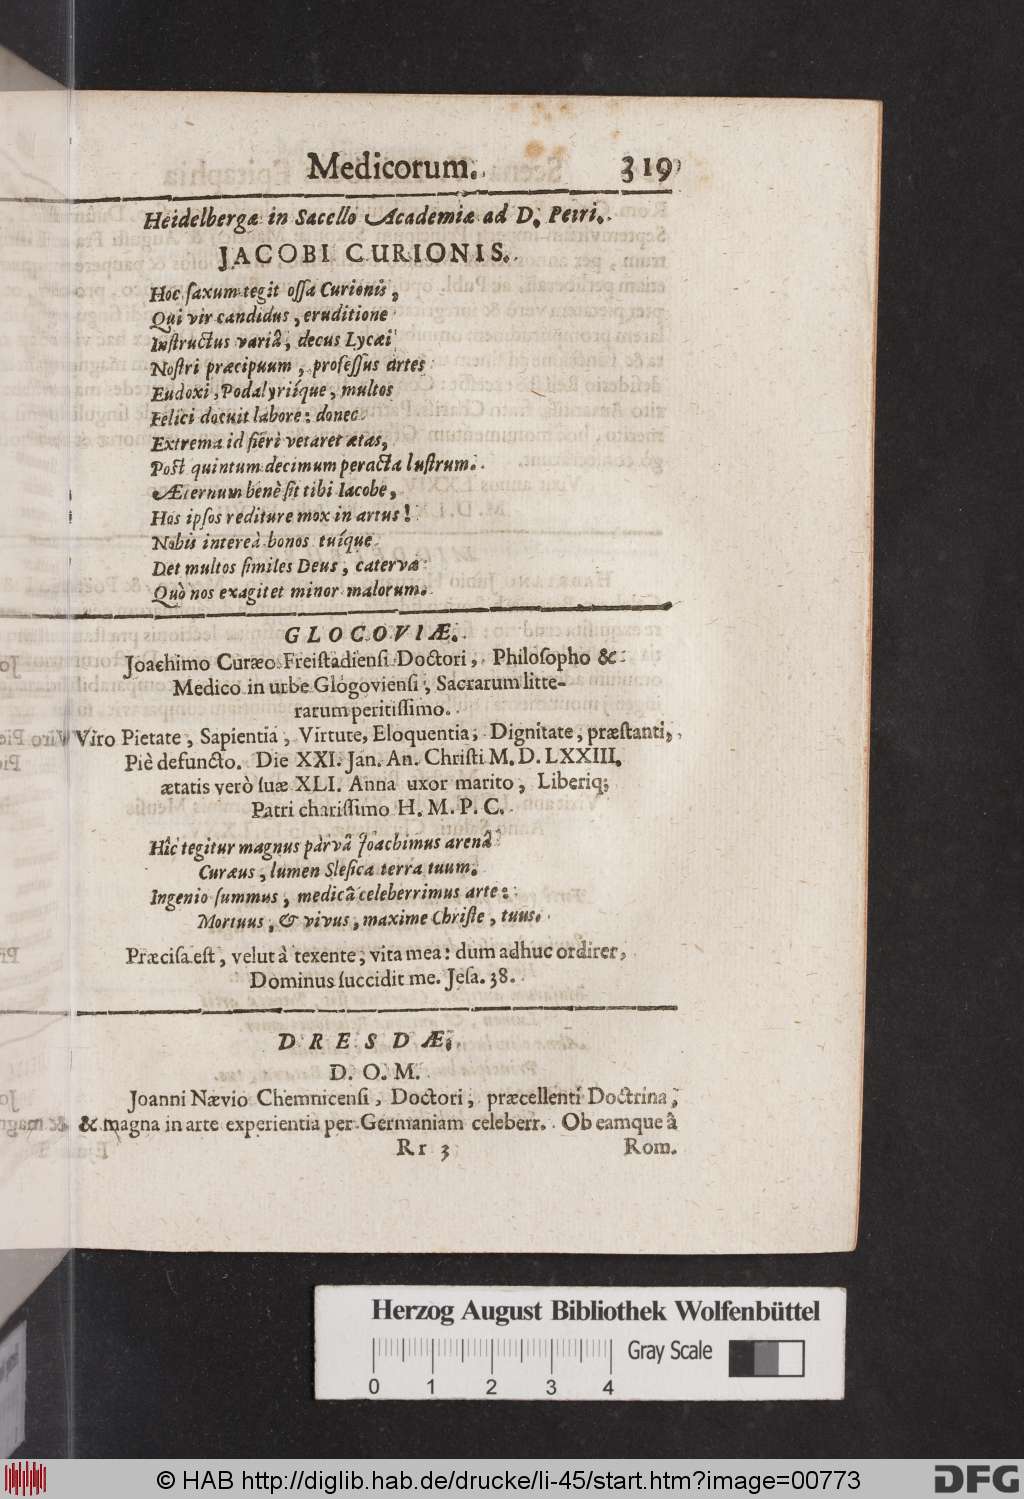 Medicorum. 319
Heidelbergæ in Sacello Academiæ ad D. Petri.
JACOBI CURIONIS.
Hoc saxum tegit ossa Curionis,
Qui vir candidus, eruditione
Instructus variâ, decus Lycæi
Nostri præcipuum, professus artes
Eudoxi, Podalyriíque, multos
Felici docuit labore: donec
Extrema id fieri vetaret ætas,
Post quintum decimum peracta lustrum.
Æternum benè sit tibi Iacobe,
Hos ipsos rediture mox in artus!
Nobis intereà bonos tuíque
Det multos similes Deus, caterva
Quò nos exagitet minor malorum.
GLOCOVIÆ.
Joachimo Curæo Freistadiensi Doctori, Philosopho &
Medico in urbe Glogoviensi, Sacrarum litte-
rarum peritissimo.
Viro Pietate, Sapientia, Virtute, Eloquentia, Dignitate, præstanti,
Piè defuncto. Die XXI. Jan. An. Christi M. D. LXXIII.
ætatis verò suæ XLI. Anna uxor marito, Liberiq;
Patri charissimo H. M. P. C.
Hîc tegitur magnus parvâ Joachimus arenâ
Curæus, lumen Slesica terra tuum.
Ingenio summus, medicâ celeberrimus arte:
Mortuus, & vivus, maxime Christe, tuus.
Præcisa est, velut à texente, vita mea: dum adhuc ordirer,
Dominus succidit me. Jesa. 38.
DRESDÆ.
D. O. M.
Joanni Nævio Chemnicensi, Doctori, præcellenti Doctrina,
& magna in arte experientia per Germaniam celeberr. Ob eamque â
Rr 3 Rom.
Herzog August Bibliothek Wolfenbüttel
Gray Scale
0 1 2 3 4
© HAB http://diglib.hab.de/drucke/li-45/start.htm?image=00773
DFG